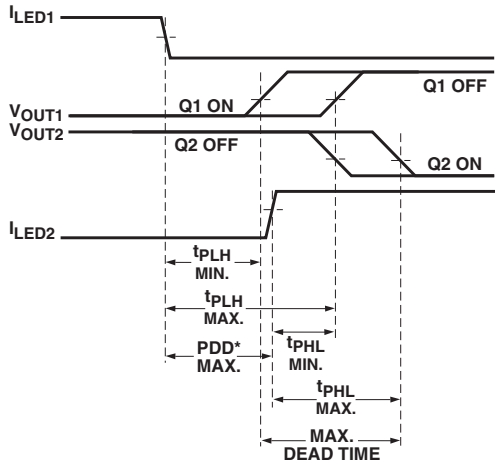 ILED1
VOUT1
Q1 ON
Q1 OFF
VOUT2
Q2 OFF
Q2 ON
ILED2
tPLH
MIN.
tPLH
MAX.
PDD*
MAX.
tPHL
MIN.
tPHL
MAX.
MAX.
DEAD TIME